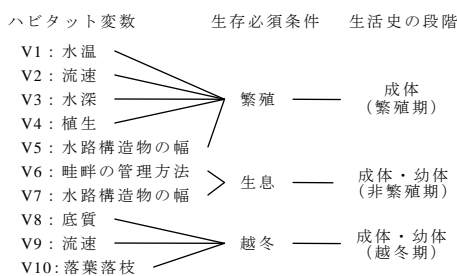 ハビタット変数 生存必須条件 生活史の段階
V1：水温
V2：流速
V3：水深
V4：植生
V5：水路構造物の幅
V6：畦畔の管理方法
V7：水路構造物の幅
V8：底質
V9：流速
V10:落葉落枝
繁殖
生息
越冬
成体
（繁殖期）
成体・幼体
（非繁殖期）
成体・幼体
（越冬期）